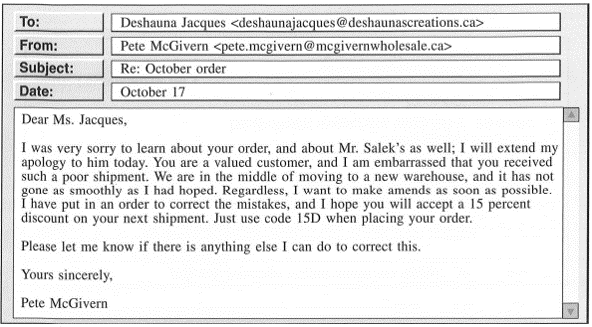 To: Deshauna Jacques <deshaunajacques@deshaunascreations.ca>
From: Pete McGivern <pete.mcgivern@mcgivernwholesale.ca>
Subject: Re: October order
Date: October 17
Dear Ms. Jacques,
I was very sorry to learn about your order, and about Mr. Salek's as well; I will extend my
apology to him today. You are a valued customer, and I am embarrassed that you received
such a poor shipment. We are in the middle of moving to a new warehouse, and it has not
gone as smoothly as I had hoped. Regardless, I want to make amends as soon as possible.
I have put in an order to correct the mistakes, and I hope you will accept a 15 percent
discount on your next shipment. Just use code 15D when placing your order.
Please let me know if there is anything else I can do to correct this.
Yours sincerely,
Pete McGivern